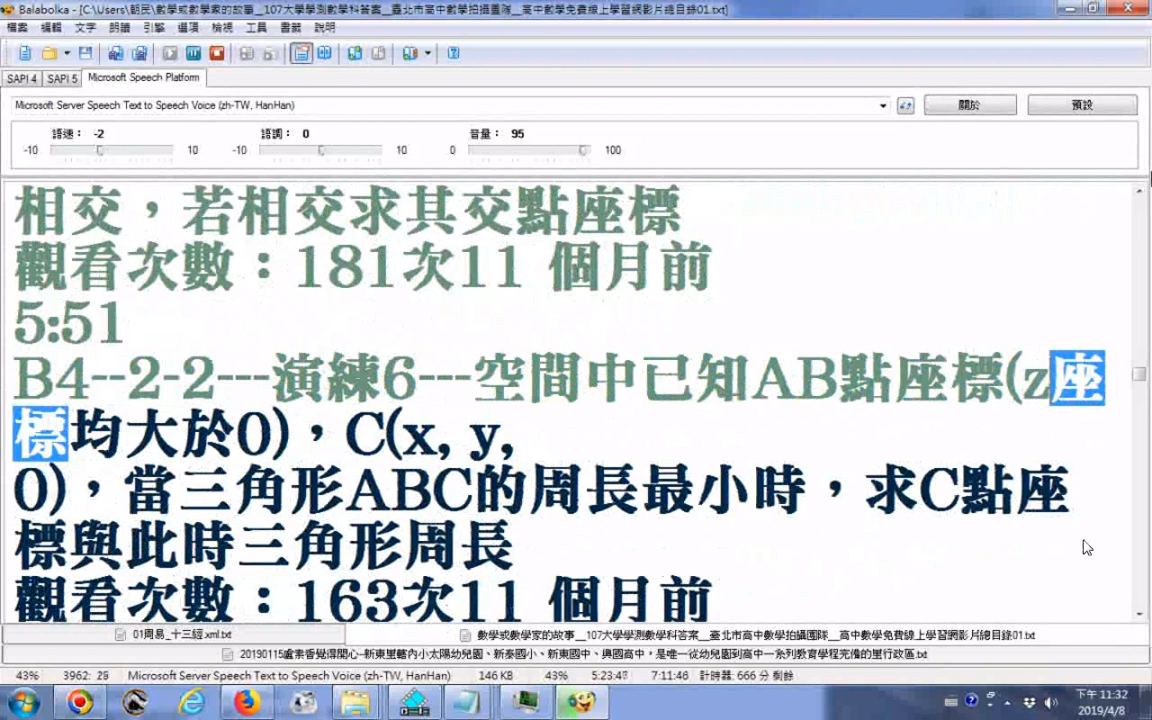 Balabolka - [C:\Users\朝民\數學或數學家的故事__107大學學測數學科答案__臺北市高中數學拍攝團隊__高中數學免費線上學習網影片總目錄01.txt]
檔案 編輯 文字 朗讀 引擎 選項 檢視 工具 書籤 說明
SAPI 4 SAPI 5 Microsoft Speech Platform
Microsoft Server Speech Text to Speech Voice (zh-TW, HanHan) 關於 預設
語速： -2 語調： 0 音量： 95
-10 10 -10 10 0 100
相交，若相交求其交點座標
觀看次數：181次11 個月前
5:51
B4--2-2---演練6---空間中已知AB點座標(z座
標均大於0)，C(x, y,
0)，當三角形ABC的周長最小時，求C點座
標與此時三角形周長
觀看次數：163次11 個月前
01周易_十三經.xml.txt 數學或數學家的故事__107大學學測數學科答案__臺北市高中數學拍攝團隊__高中數學免費線上學習網影片總目錄01.txt
20190115盧素香覺得開心-新東里轄內小太陽幼兒園、新泰國小、新東國中、興國高中，是唯一從幼兒園到高中一系列教育學程完備的里行政區.txt
43% 3962: 25 Microsoft Server Speech Text to Speech Voice (zh-TW, HanHan) 146 KB 43% 5:23:47 7:11:46 計時器: 666 分 剩餘
下午 11:32
2019/4/8